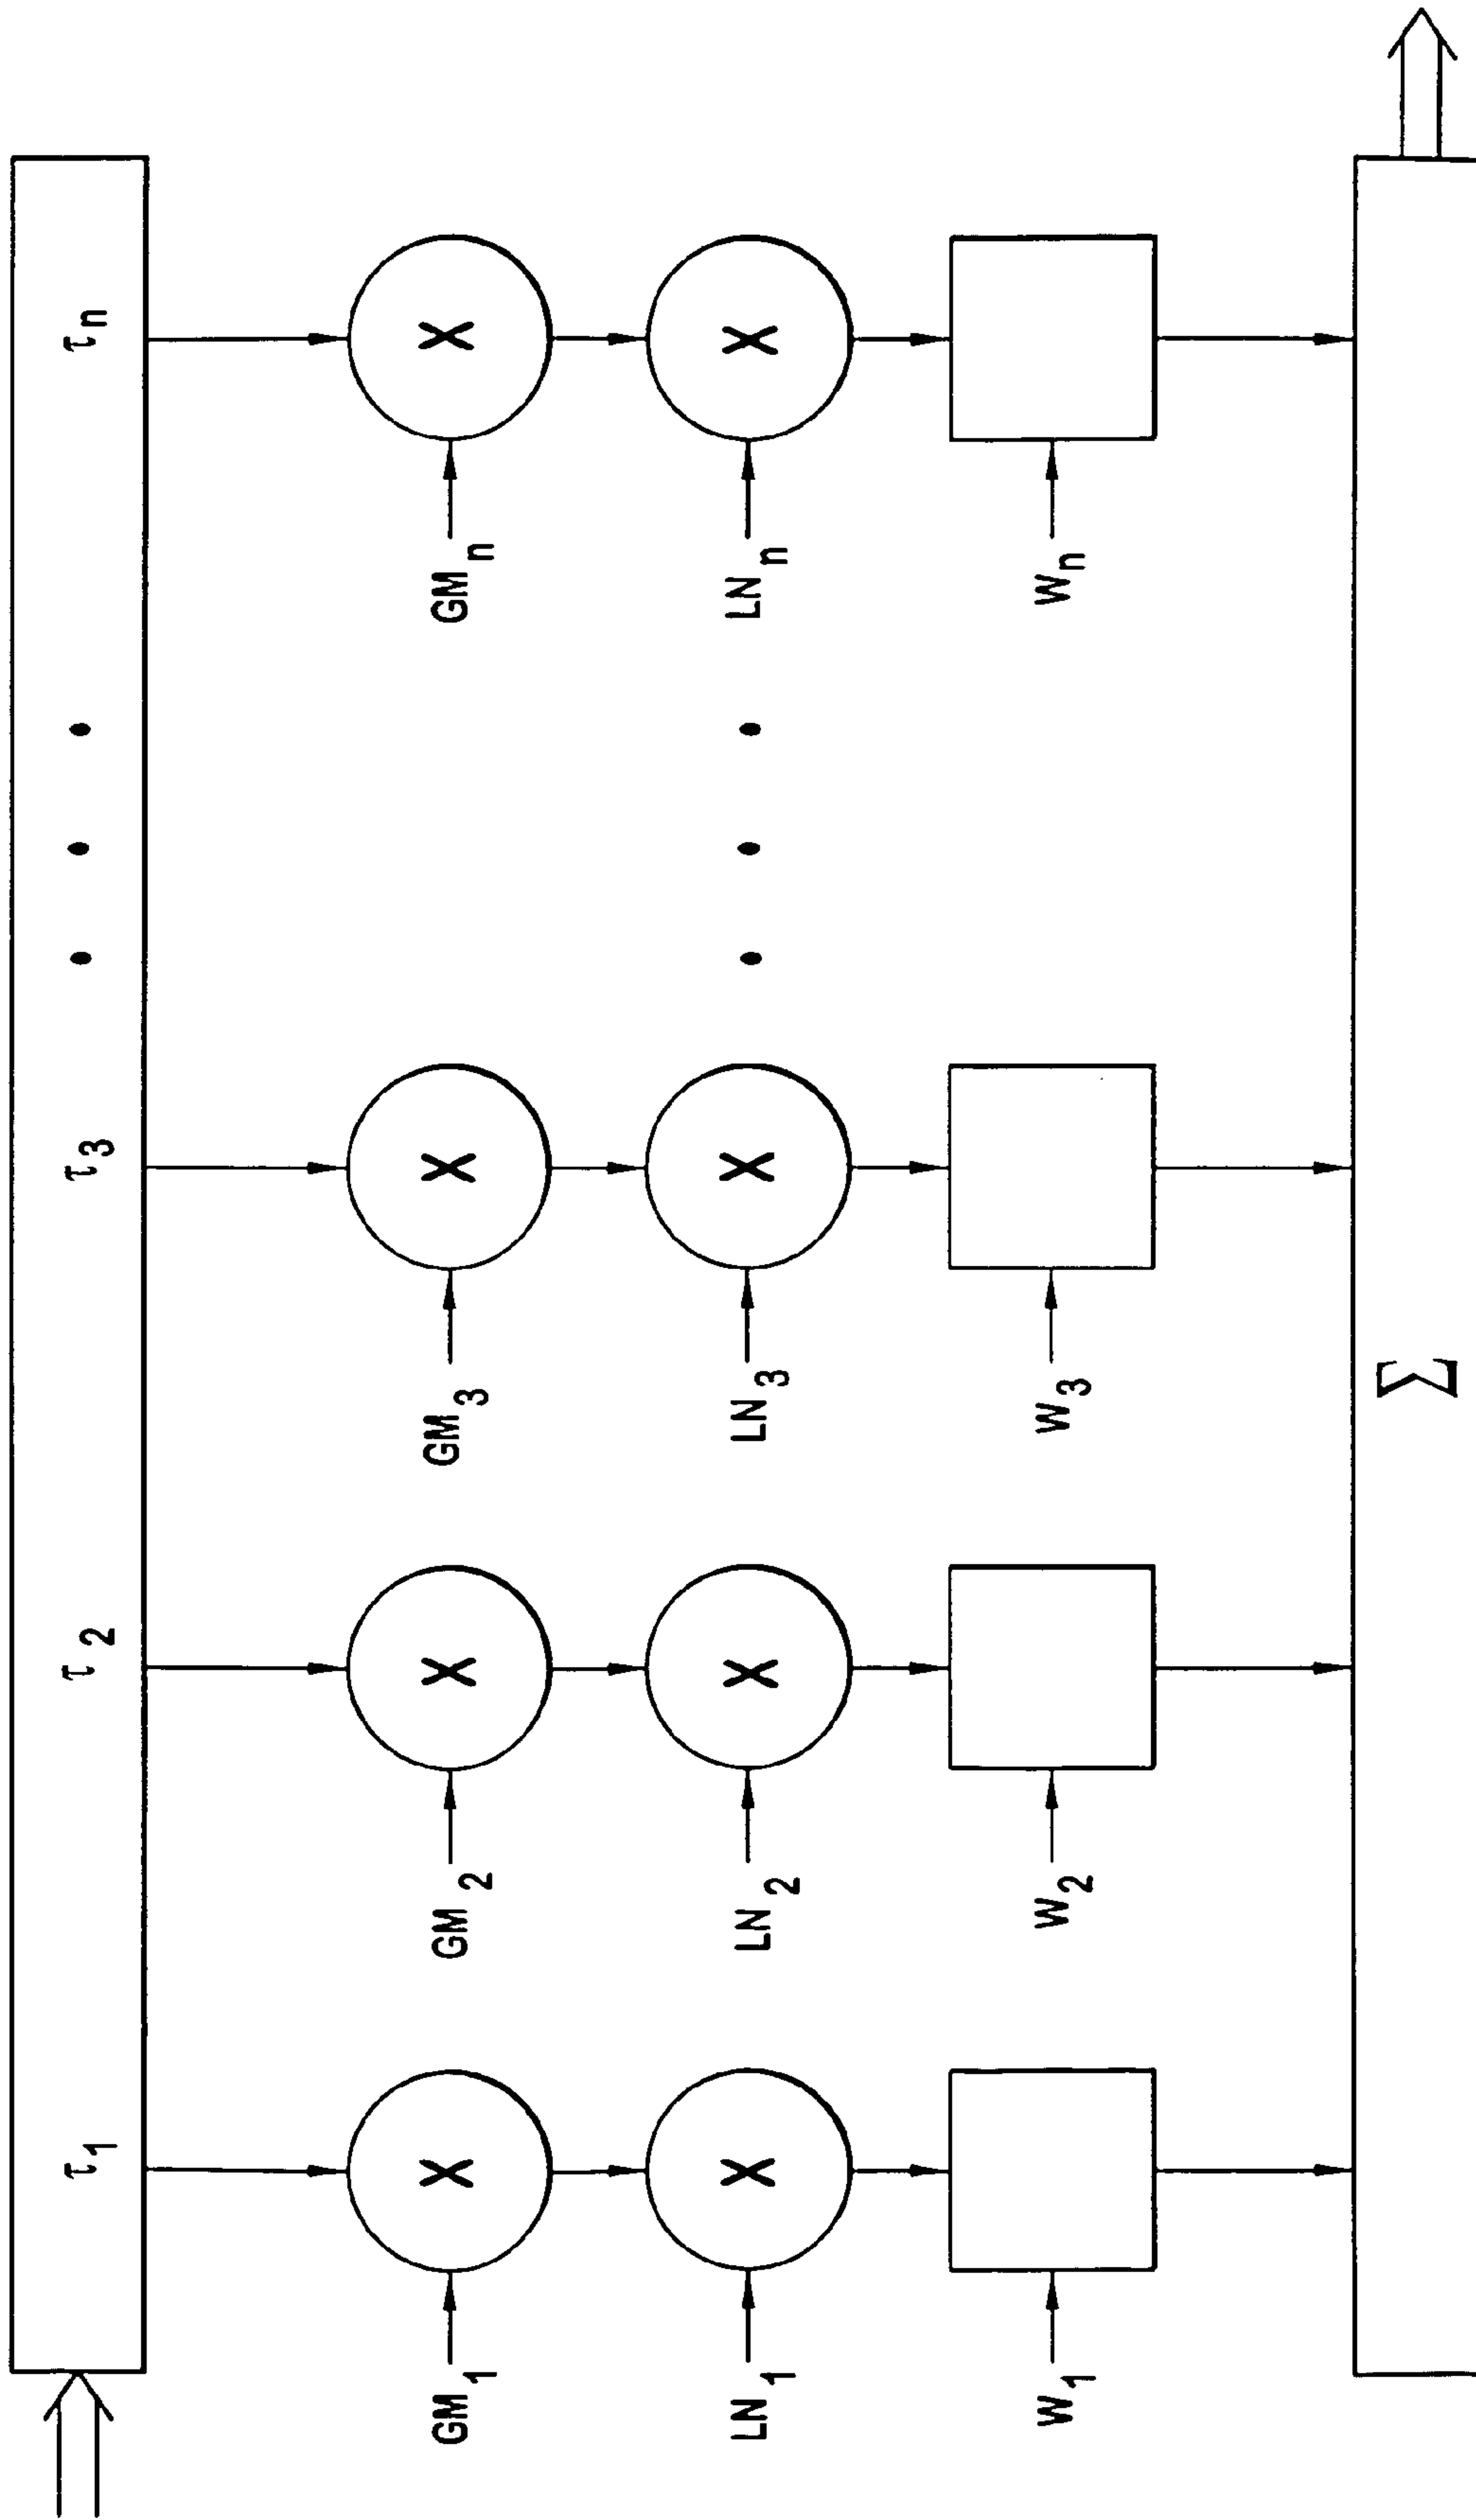 τ1 τ2 τ3 • • • τn
GM1 X GM2 X GM3 X GMn X
LN1 X LN2 X LN3 X • • • LNn X
W1 W2 W3 Wn
Σ